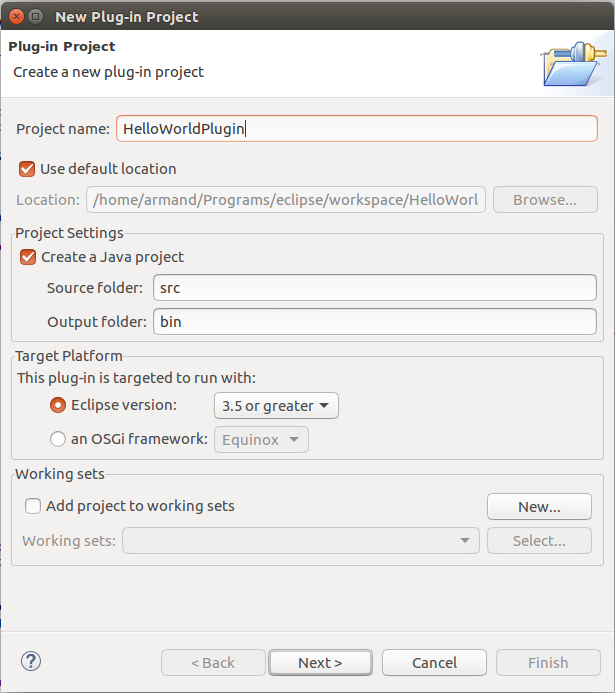 New Plug-in Project
Plug-in Project
Create a new plug-in project
Project name: HelloWorldPlugin
Use default location
Location: /home/armand/Programs/eclipse/workspace/HelloWorl Browse...
Project Settings
Create a Java project
Source folder: src
Output folder: bin
Target Platform
This plug-in is targeted to run with:
Eclipse version: 3.5 or greater
an OSGi framework: Equinox
Working sets
Add project to working sets New...
Working sets: Select...
? < Back Next > Cancel Finish